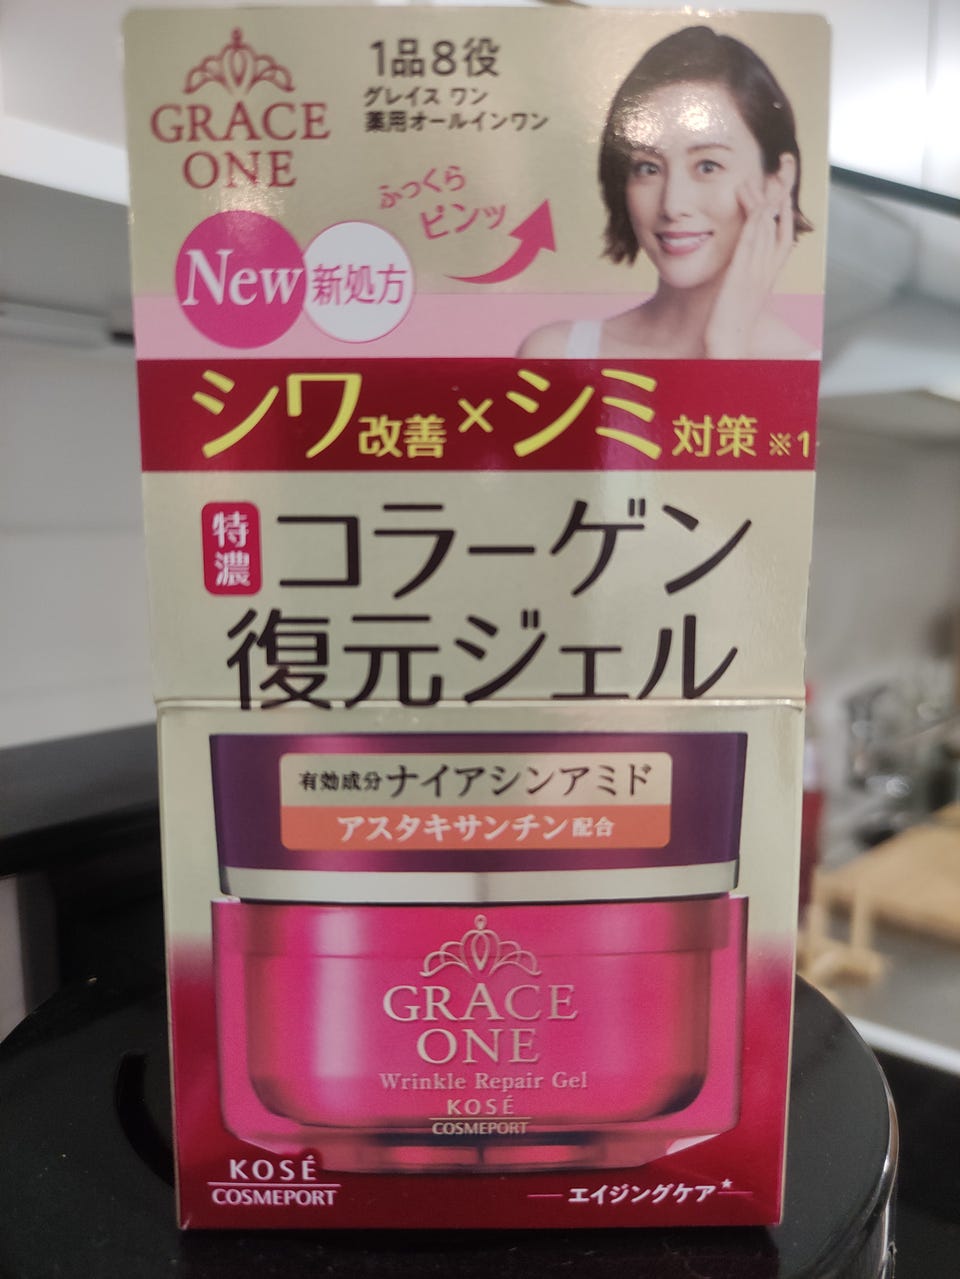 GRACE
ONE
1品8役
グレイス ワン
薬用オールインワン
ふっくら
ピンッ
New 新処方
シワ改善×シミ対策 ※1
特濃 コラーゲン
復元ジェル
有効成分ナイアシンアミド
アスタキサンチン配合
GRACE
ONE
Wrinkle Repair Gel
KOSÉ
COSMEPORT
KOSÉ
COSMEPORT
エイジングケア★